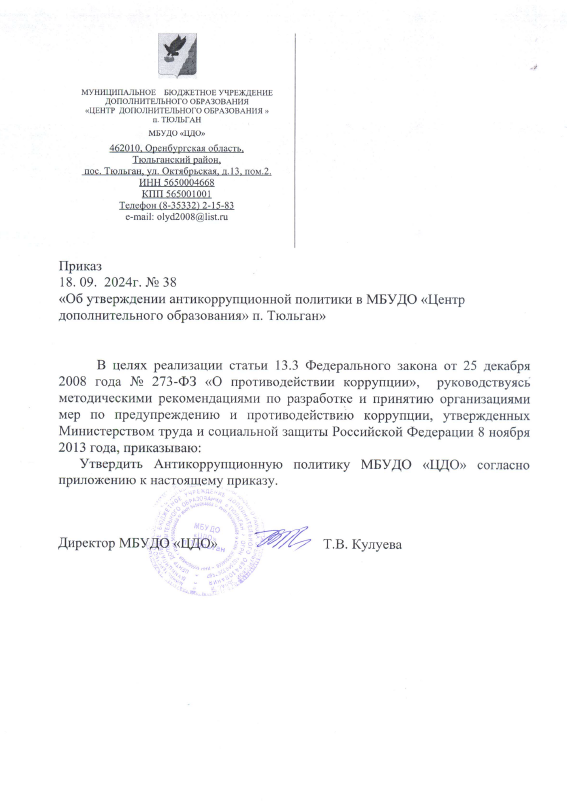 МУНИЦИПАЛЬНОЕ БЮДЖЕТНОЕ УЧРЕЖДЕНИЕ
ДОПОЛНИТЕЛЬНОГО ОБРАЗОВАНИЯ
«ЦЕНТР ДОПОЛНИТЕЛЬНОГО ОБРАЗОВАНИЯ »
п. ТЮЛЬГАН
МБУДО «ЦДО»
462010, Оренбургская область,
Тюльганский район,
пос. Тюльган, ул. Октябрьская, д.13, пом.2.
ИНН 5650004668
КПП 565001001
Телефон (8-35332) 2-15-83
e-mail: olyd2008@list.ru
Приказ
18. 09. 2024г. № 38
«Об утверждении антикоррупционной политики в МБУДО «Центр
дополнительного образования» п. Тюльган»
В целях реализации статьи 13.3 Федерального закона от 25 декабря
2008 года № 273-ФЗ «О противодействии коррупции», руководствуясь
методическими рекомендациями по разработке и принятию организациями
мер по предупреждению и противодействию коррупции, утвержденных
Министерством труда и социальной защиты Российской Федерации 8 ноября
2013 года, приказываю:
Утвердить Антикоррупционную политику МБУДО «ЦДО» согласно
приложению к настоящему приказу.
Директор МБУДО «ЦДО» Т.В. Кулуева
МБУДО